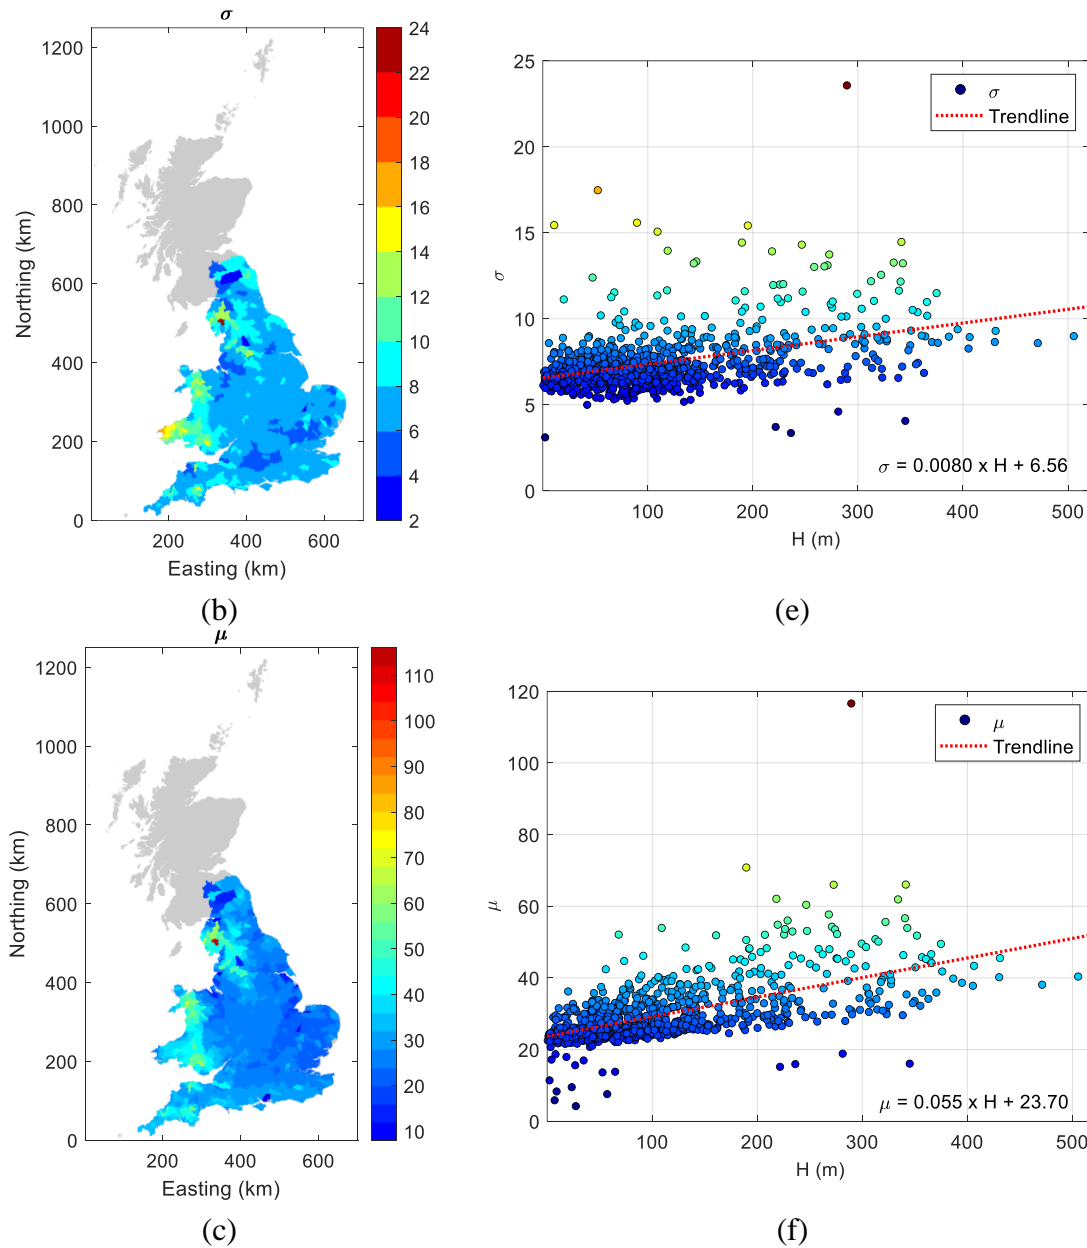 σ
1200
1000
800
600
400
200
0
Northing (km)
200 400 600
Easting (km)
24
22
20
18
16
14
12
10
8
6
4
2
(b)
25
20
15
10
5
0
σ
σ
Trendline
σ = 0.0080 x H + 6.56
100 200 300 400 500
H (m)
(e)
μ
1200
1000
800
600
400
200
0
Northing (km)
200 400 600
Easting (km)
110
100
90
80
70
60
50
40
30
20
10
(c)
120
100
80
60
40
20
0
μ
μ
Trendline
μ = 0.055 x H + 23.70
100 200 300 400 500
H (m)
(f)